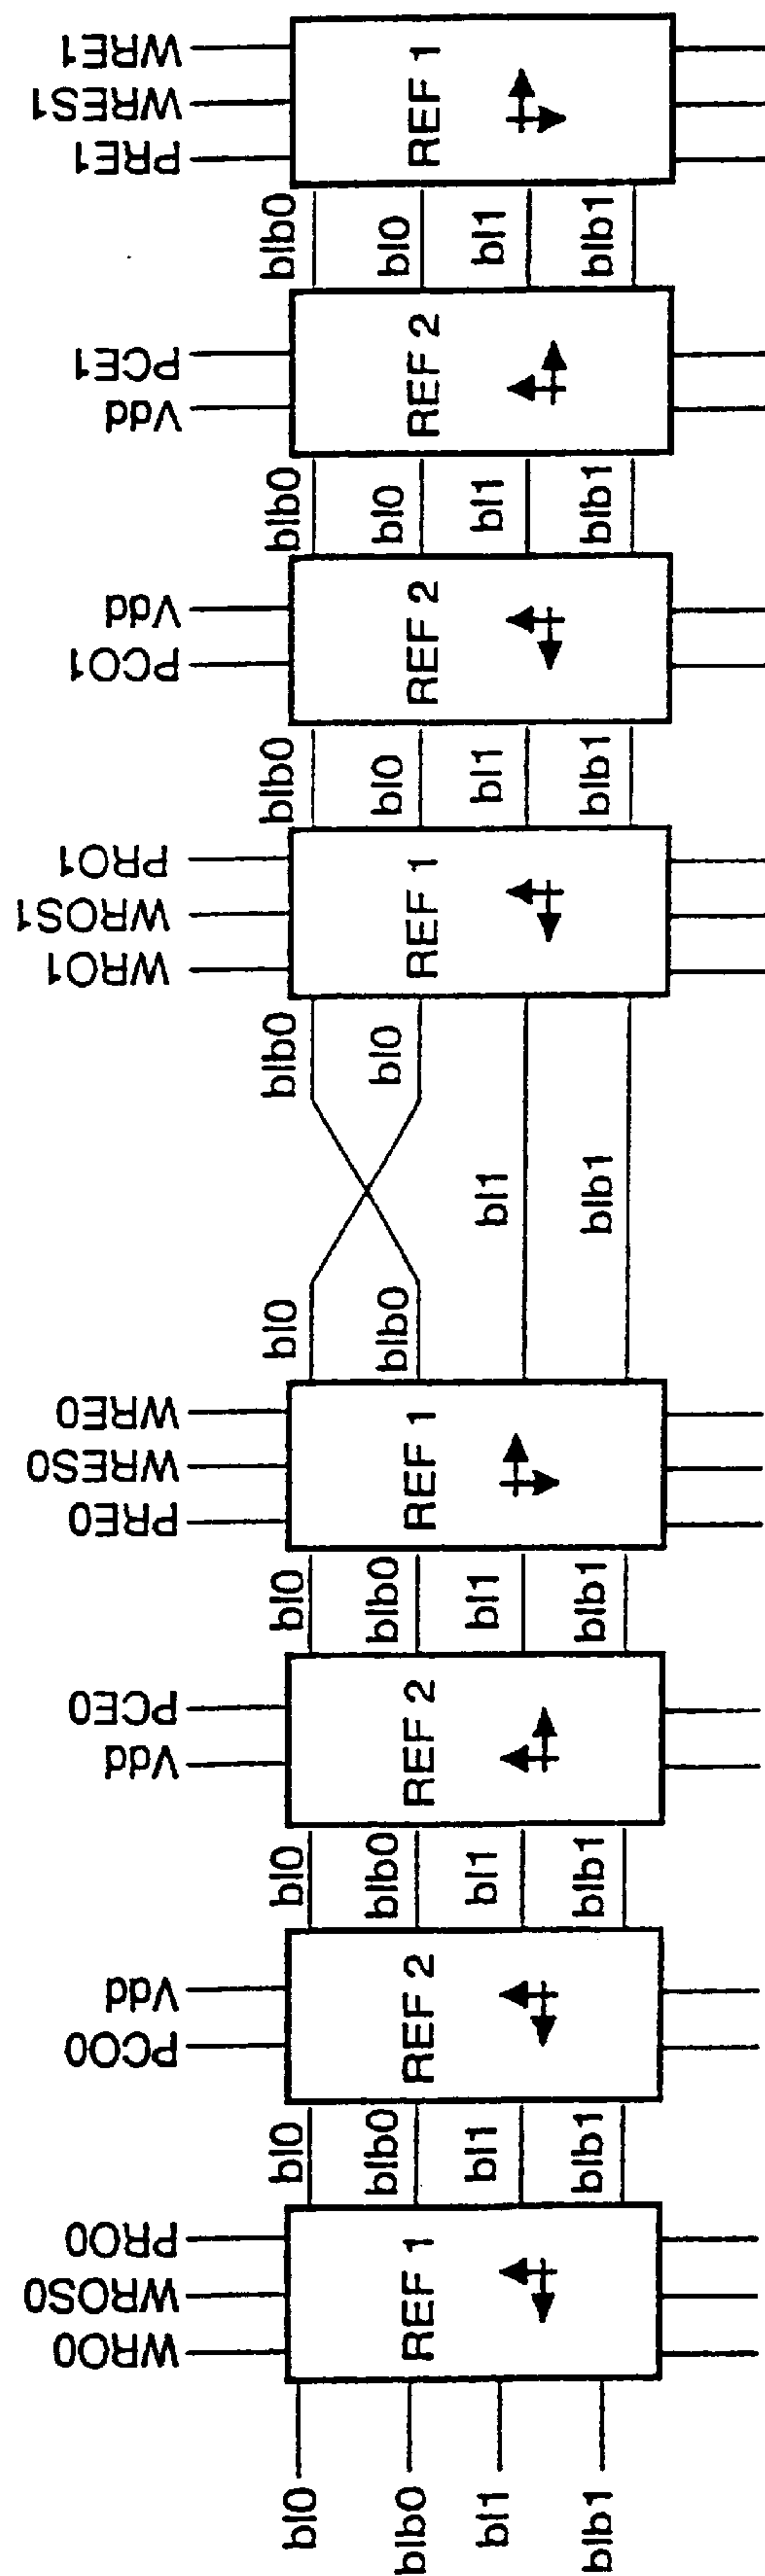 WRO0
WROS0
PRO0
PCO0
Vdd
Vdd
PCE0
PRE0
WRES0
WRE0
WRO1
WROS1
PRO1
PCO1
Vdd
Vdd
PCE1
PRE1
WRES1
WRE1
bl0
bl0
bl0
bl0
bl0
blb0
blb0
blb0
blb0
blb0
blb0
blb0
blb0
blb0
bl0
bl0
bl0
bl0
REF 1
REF 2
REF 2
REF 1
REF 1
REF 2
REF 2
REF 1
bl1
bl1
bl1
bl1
bl1
bl1
bl1
bl1
blb1
blb1
blb1
blb1
blb1
blb1
blb1
blb1